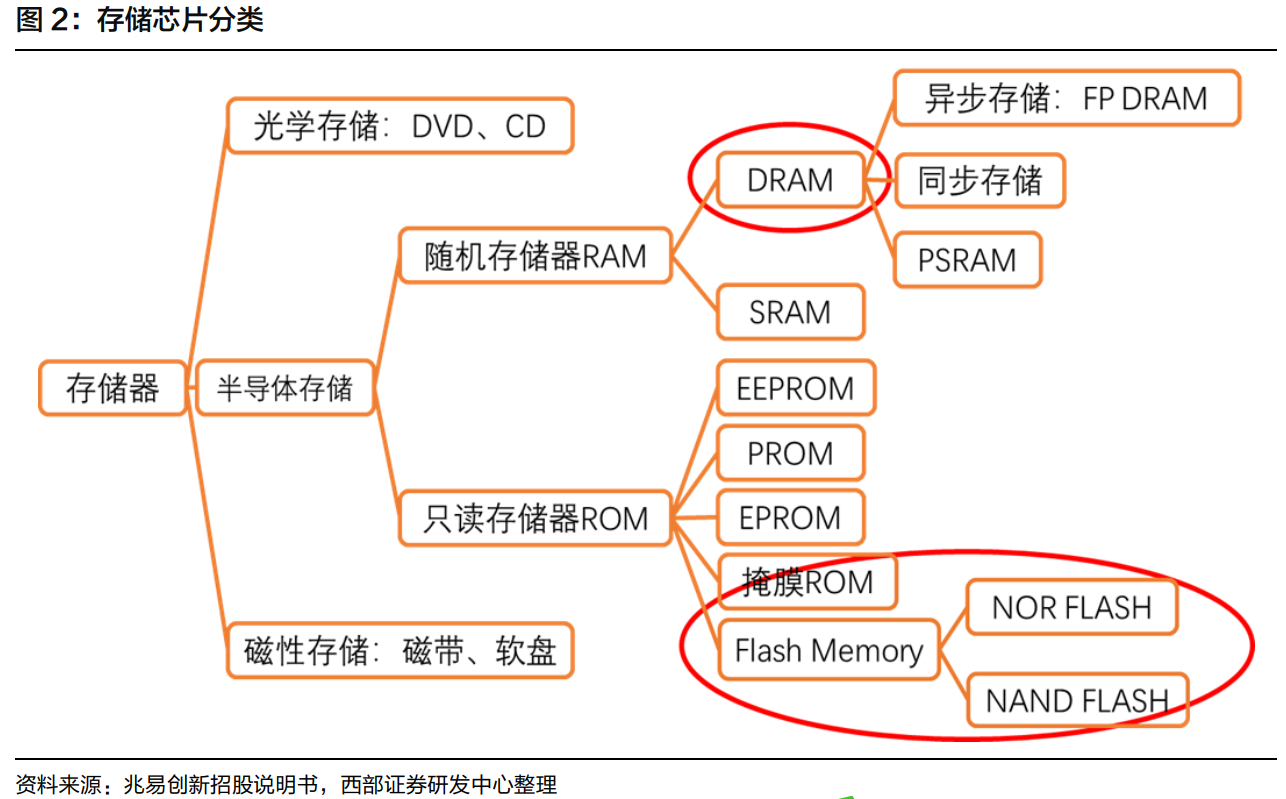 图 2：存储芯片分类
光学存储：DVD、CD
异步存储：FP DRAM
DRAM
同步存储
随机存储器RAM
PSRAM
SRAM
存储器
半导体存储
EEPROM
PROM
只读存储器ROM
EPROM
掩膜ROM
NOR FLASH
磁性存储：磁带、软盘
Flash Memory
NAND FLASH
资料来源：兆易创新招股说明书，西部证券研发中心整理